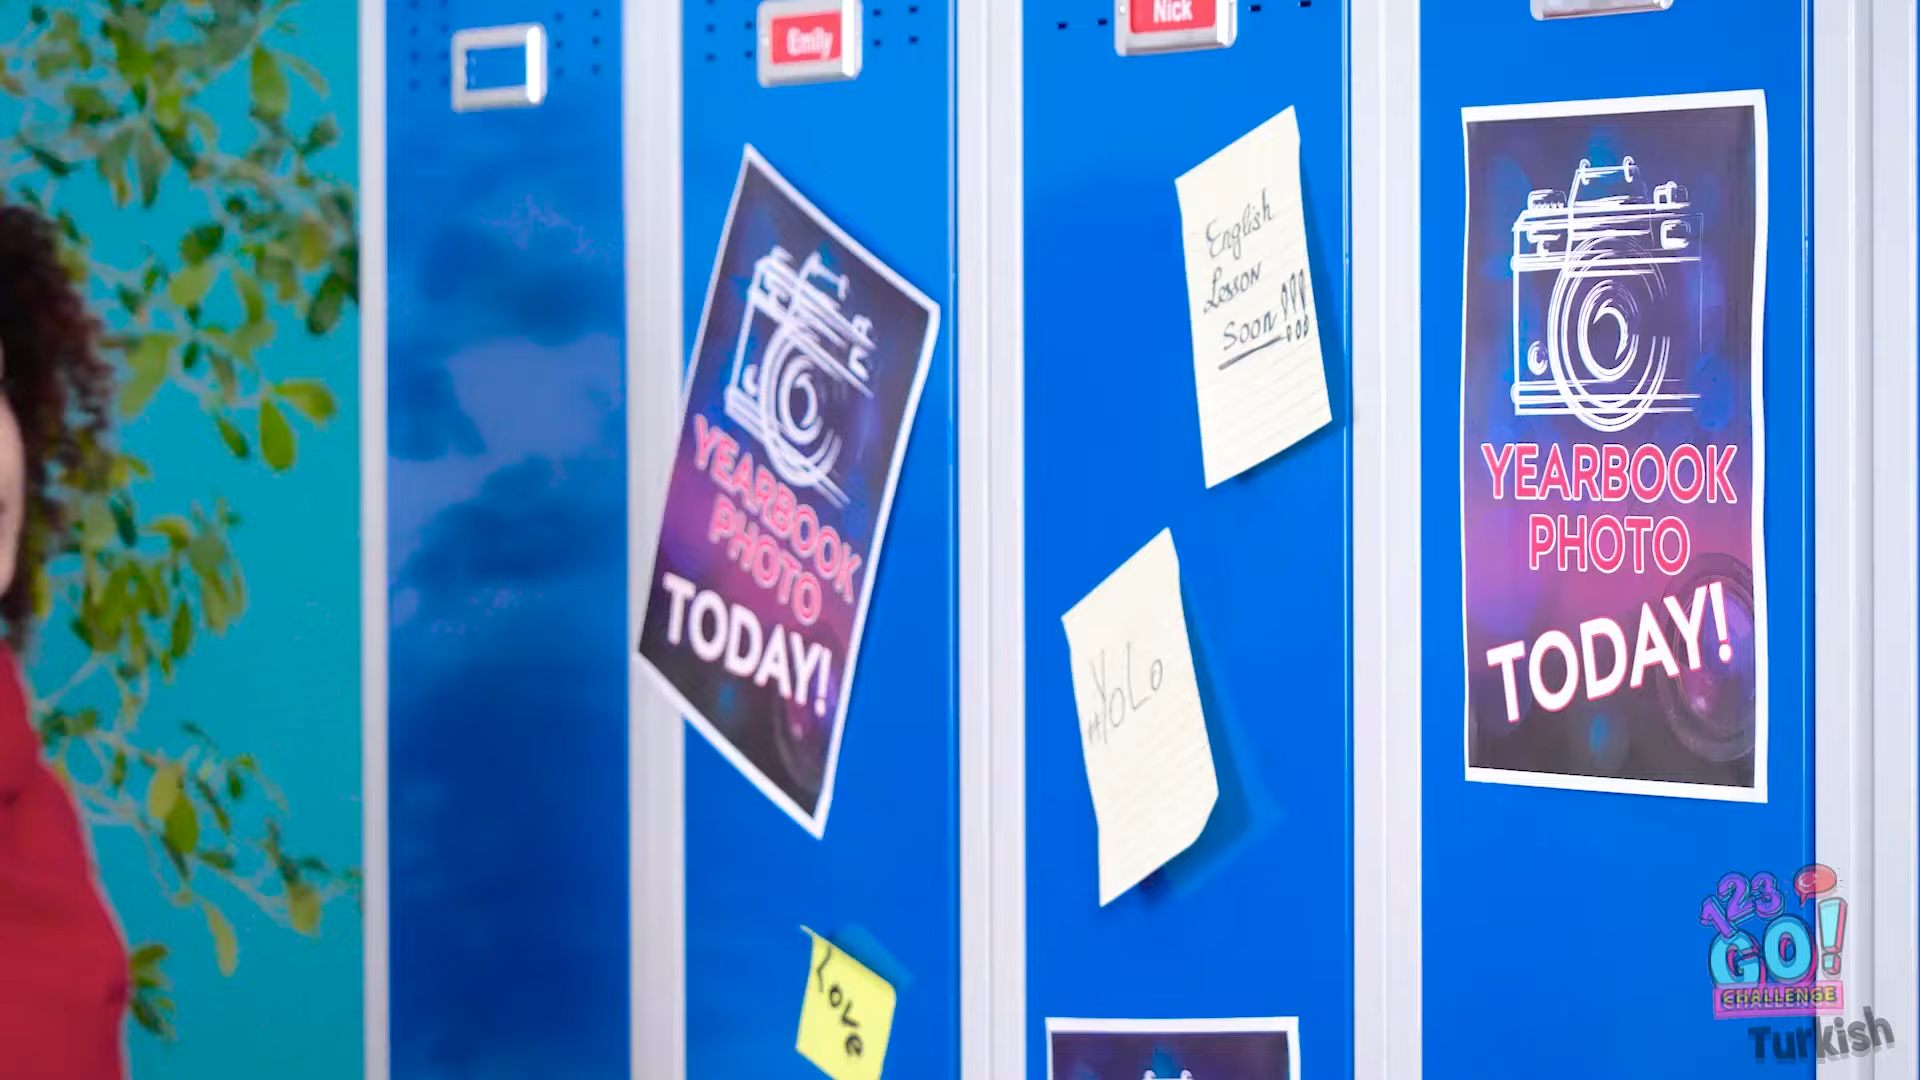 Emily
Nick
YEARBOOK
PHOTO
TODAY!
English
Lesson
Soon!!!
#YoLo
Love
YEARBOOK
PHOTO
TODAY!
123
GO!
CHALLENGE
Turkish